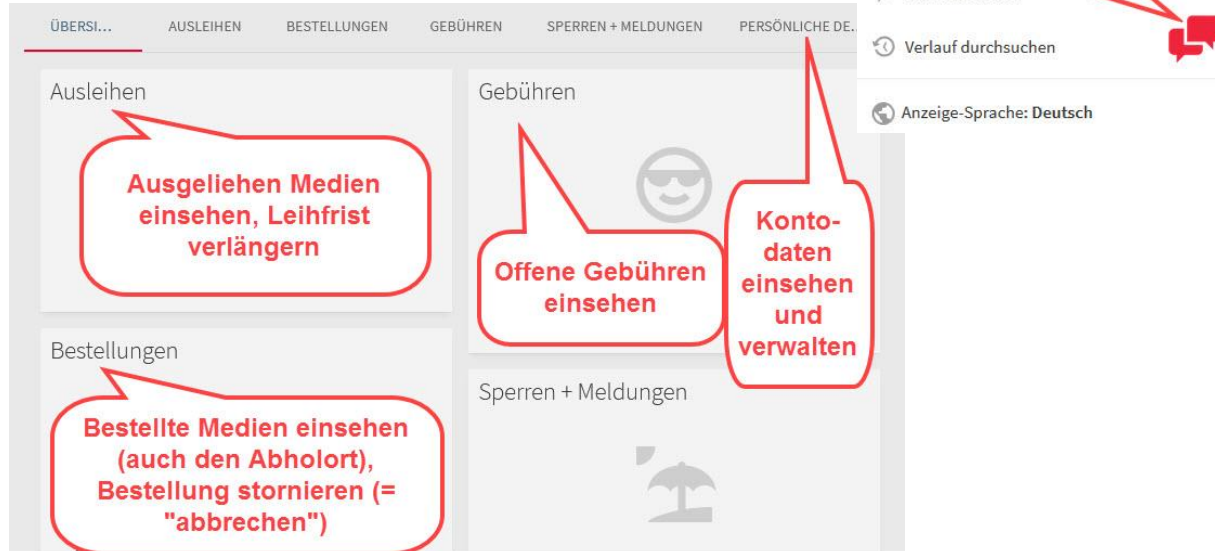 ÜBERSI...
AUSLEIHEN
BESTELLUNGEN
GEBÜHREN
SPERREN + MELDUNGEN
PERSÖNLICHE DE...
Verlauf durchsuchen
Anzeige-Sprache: Deutsch
Ausleihen
Ausgeliehen Medien
einsehen, Leihfrist
verlängern
Gebühren
Offene Gebühren
einsehen
Konto-
daten
einsehen
und
verwalten
Bestellungen
Bestellte Medien einsehen
(auch den Abholort),
Bestellung stornieren (=
"abbrechen")
Sperren + Meldungen